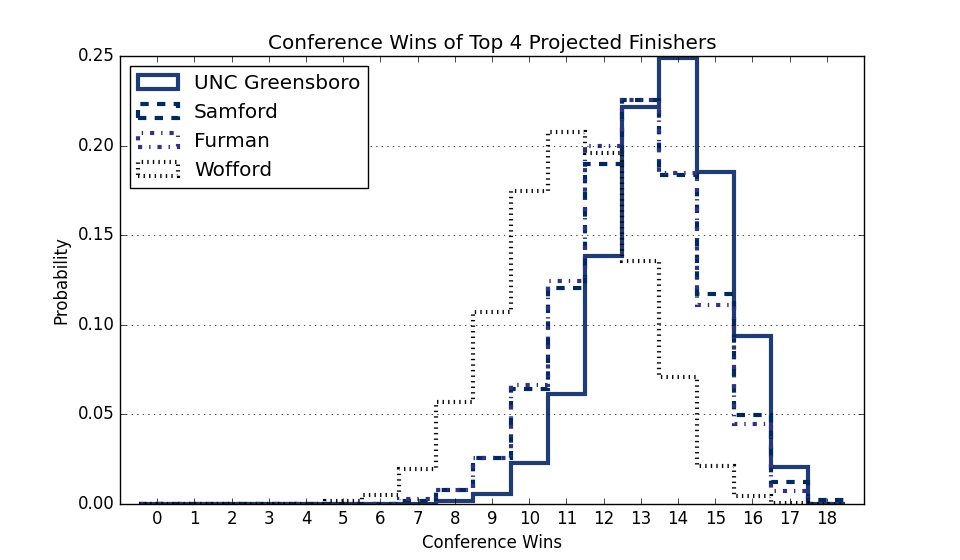 Conference Wins of Top 4 Projected Finishers
UNC Greensboro
Samford
Furman
Wofford
Probability
0.25
0.20
0.15
0.10
0.05
0.00
0 1 2 3 4 5 6 7 8 9 10 11 12 13 14 15 16 17 18
Conference Wins